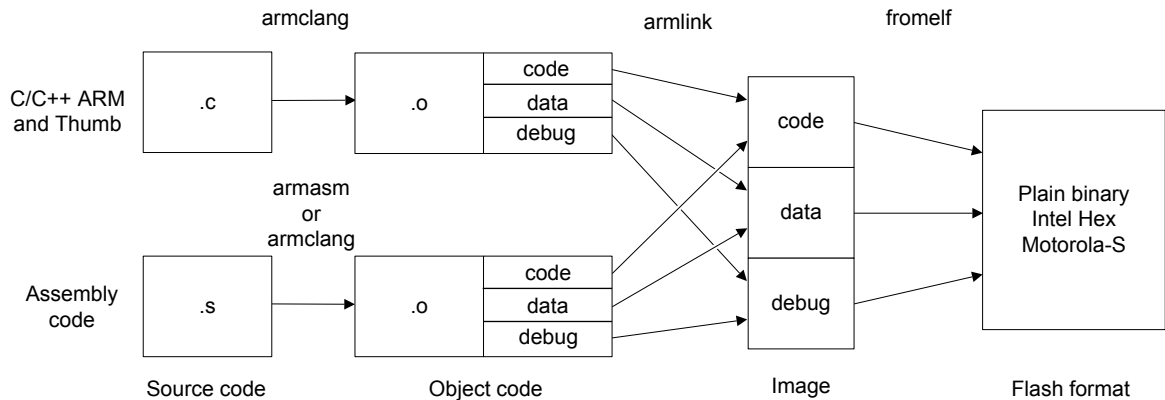 armclang
armlink
fromelf
C/C++ ARM
and Thumb
.c
.o
code
data
debug
armasm
or
armclang
Assembly
code
.s
.o
code
data
debug
code
data
debug
Plain binary
Intel Hex
Motorola-S
Source code
Object code
Image
Flash format